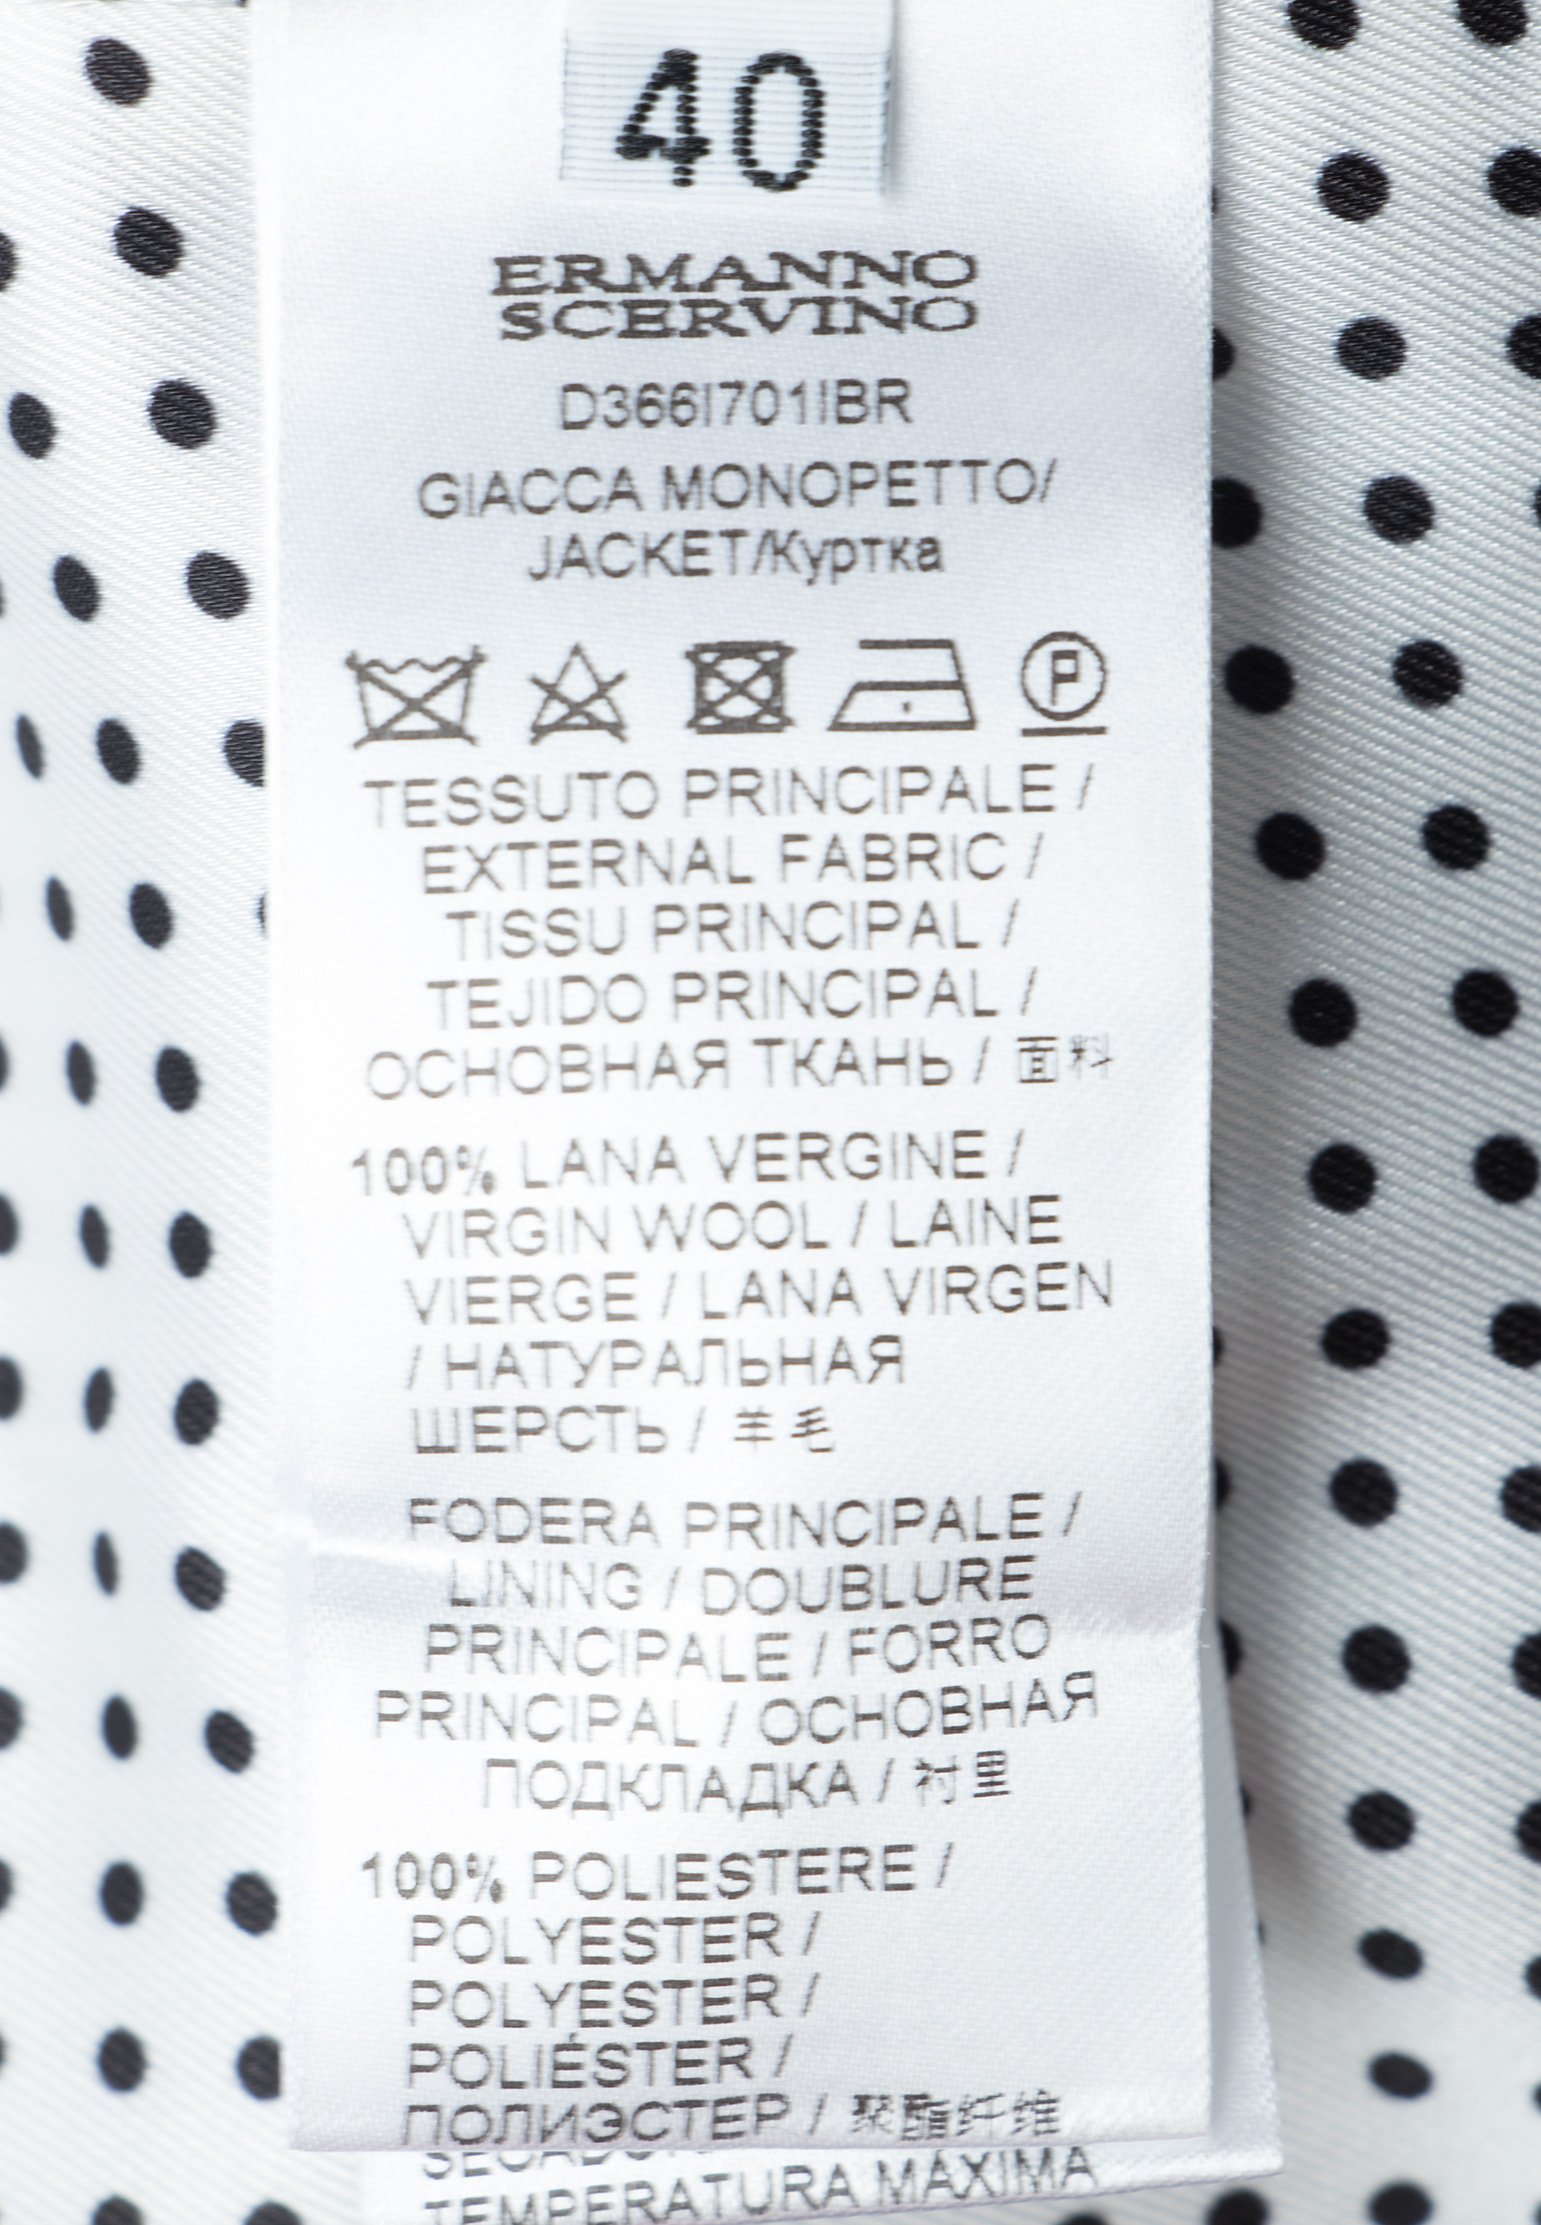 40
ERMANNO
SCERVINO
D366I701IBR
GIACCA MONOPETTO/
JACKET/Куртка
P
TESSUTO PRINCIPALE /
EXTERNAL FABRIC /
TISSU PRINCIPAL /
TEJIDO PRINCIPAL /
ОСНОВНАЯ ТКАНЬ / 面料
100% LANA VERGINE /
VIRGIN WOOL / LAINE
VIERGE / LANA VIRGEN
/ НАТУРАЛЬНАЯ
ШЕРСТЬ / 羊毛
FODERA PRINCIPALE /
LINING / DOUBLURE
PRINCIPALE / FORRO
PRINCIPAL / ОСНОВНАЯ
ПОДКЛАДКА / 衬里
100% POLIESTERE /
POLYESTER /
POLYESTER /
POLIÉSTER /
ПОЛИЭСТЕР / 聚酯纤维
TEMPERATURA MÁXIMA